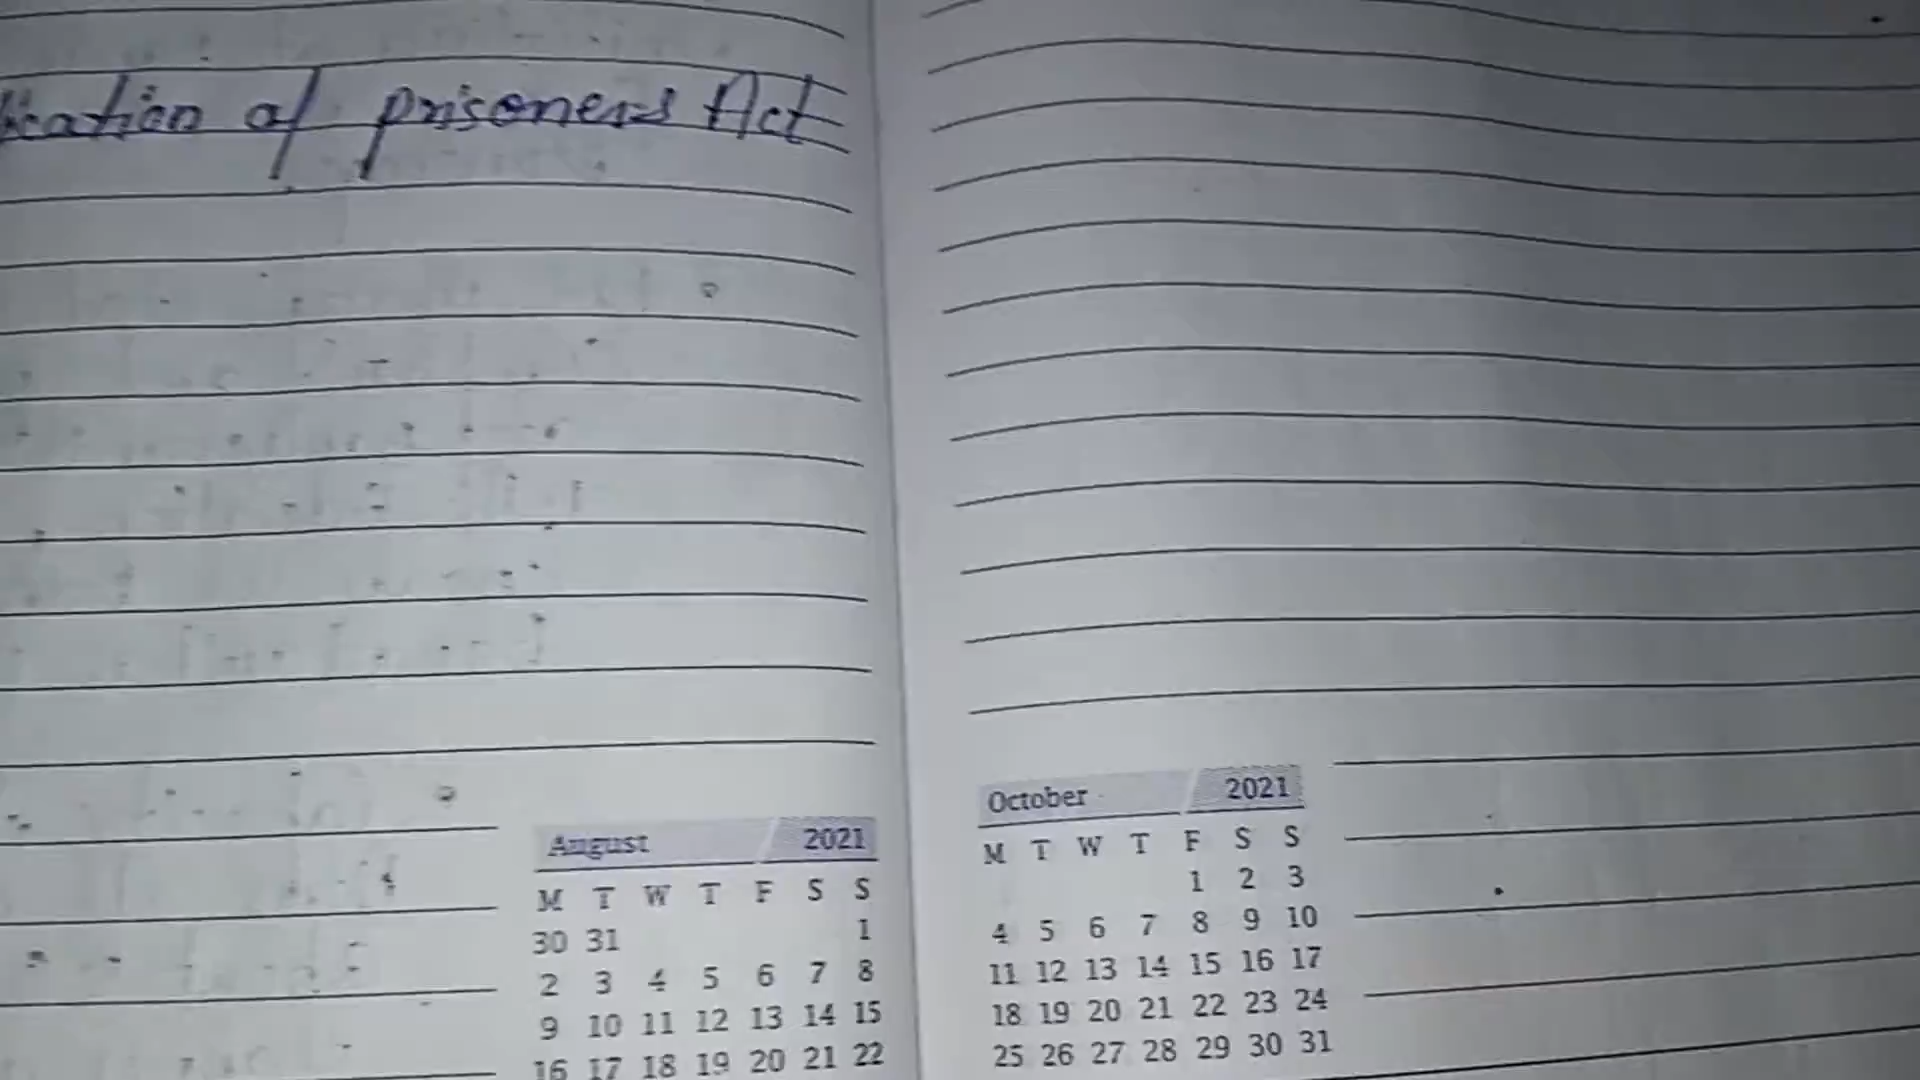 ication of prisoners Act
August 2021
M T W T F S S
30 31 1
2 3 4 5 6 7 8
9 10 11 12 13 14 15
16 17 18 19 20 21 22
October 2021
M T W T F S S
1 2 3
4 5 6 7 8 9 10
11 12 13 14 15 16 17
18 19 20 21 22 23 24
25 26 27 28 29 30 31